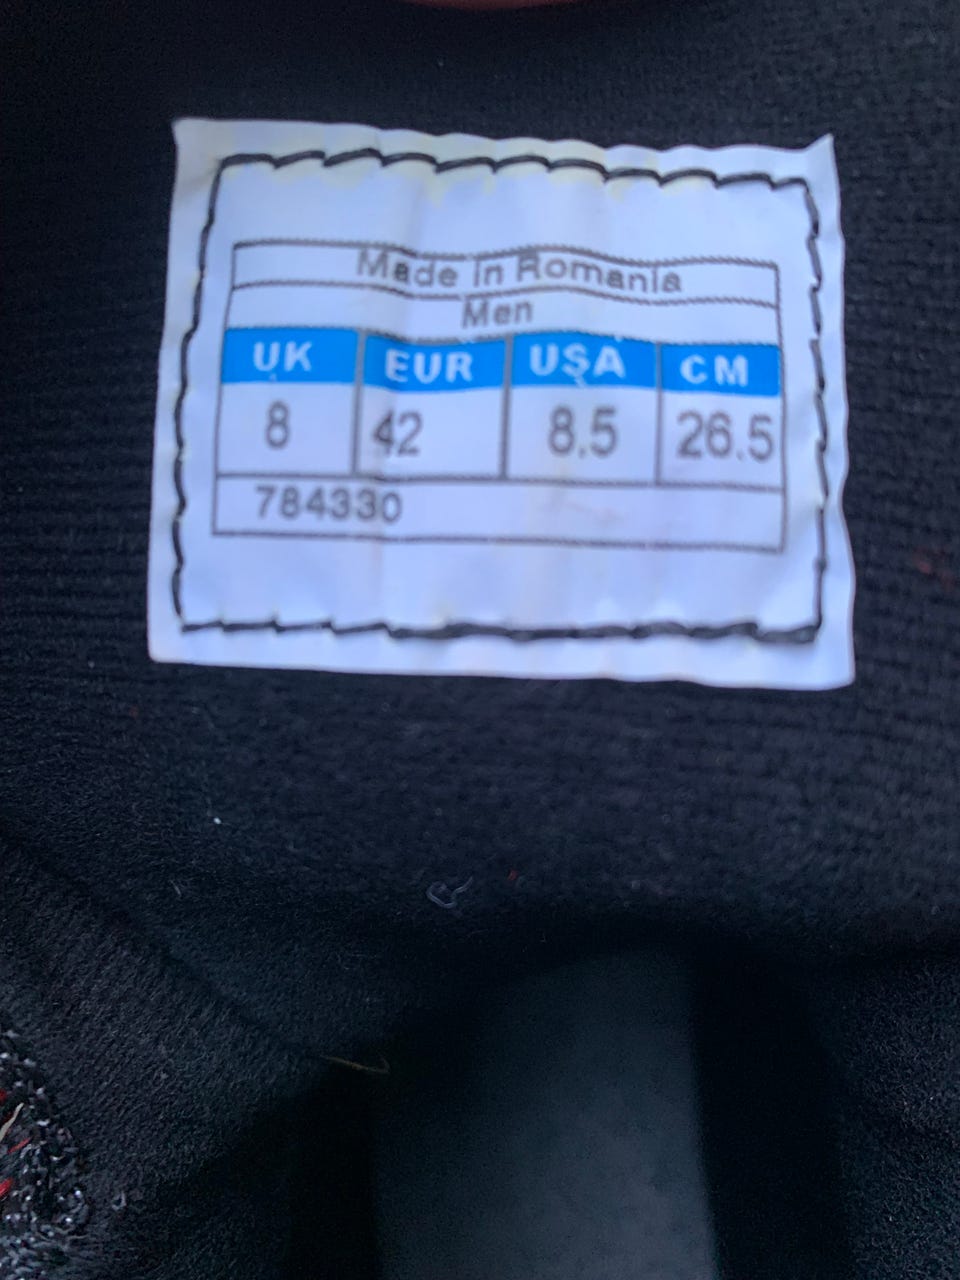 Made in Romania
Men
UK EUR USA CM
8 42 8.5 26.5
784330